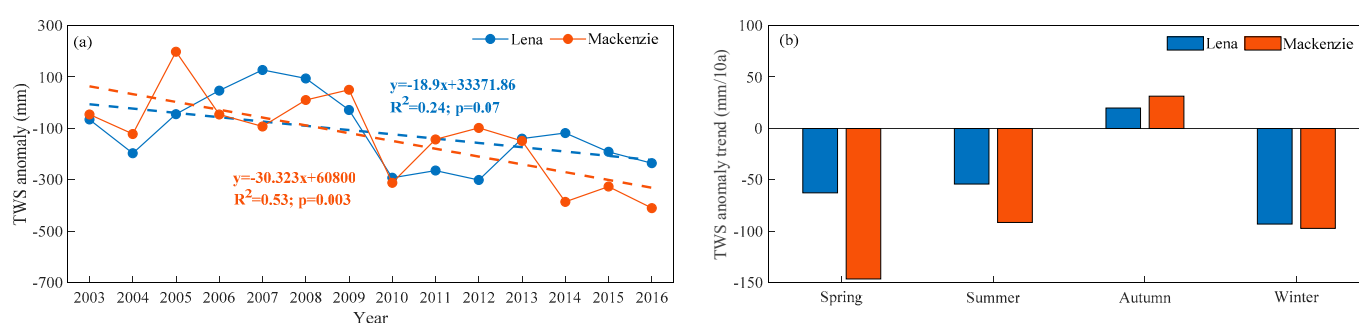 (a)
Lena Mackenzie
TWS anomaly (mm)
300
100
-100
-300
-500
-700
y=-18.9x+33371.86
R²=0.24; p=0.07
y=-30.323x+60800
R²=0.53; p=0.003
2003 2004 2005 2006 2007 2008 2009 2010 2011 2012 2013 2014 2015 2016
Year
(b)
Lena Mackenzie
TWS anomaly trend (mm/10a)
100
50
0
-50
-100
-150
Spring Summer Autumn Winter